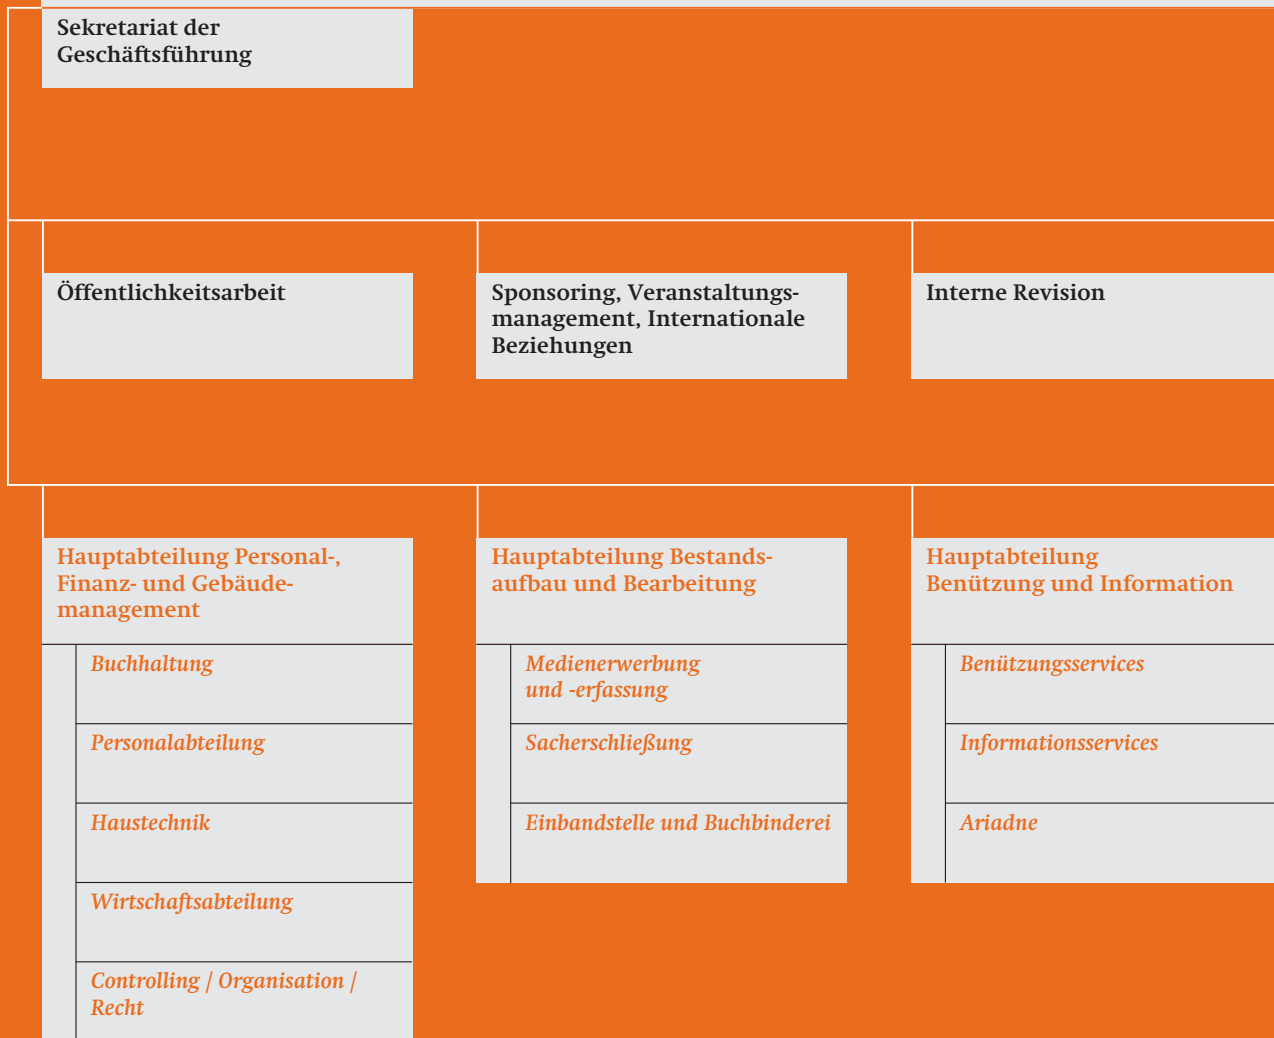 Sekretariat der
Geschäftsführung
Öffentlichkeitsarbeit
Sponsoring, Veranstaltungs-
management, Internationale
Beziehungen
Interne Revision
Hauptabteilung Personal-,
Finanz- und Gebäude-
management
Buchhaltung
Personalabteilung
Haustechnik
Wirtschaftsabteilung
Controlling / Organisation /
Recht
Hauptabteilung Bestands-
aufbau und Bearbeitung
Medienerwerbung
und -erfassung
Sacherschließung
Einbandstelle und Buchbinderei
Hauptabteilung
Benützung und Information
Benützungsservices
Informationsservices
Ariadne